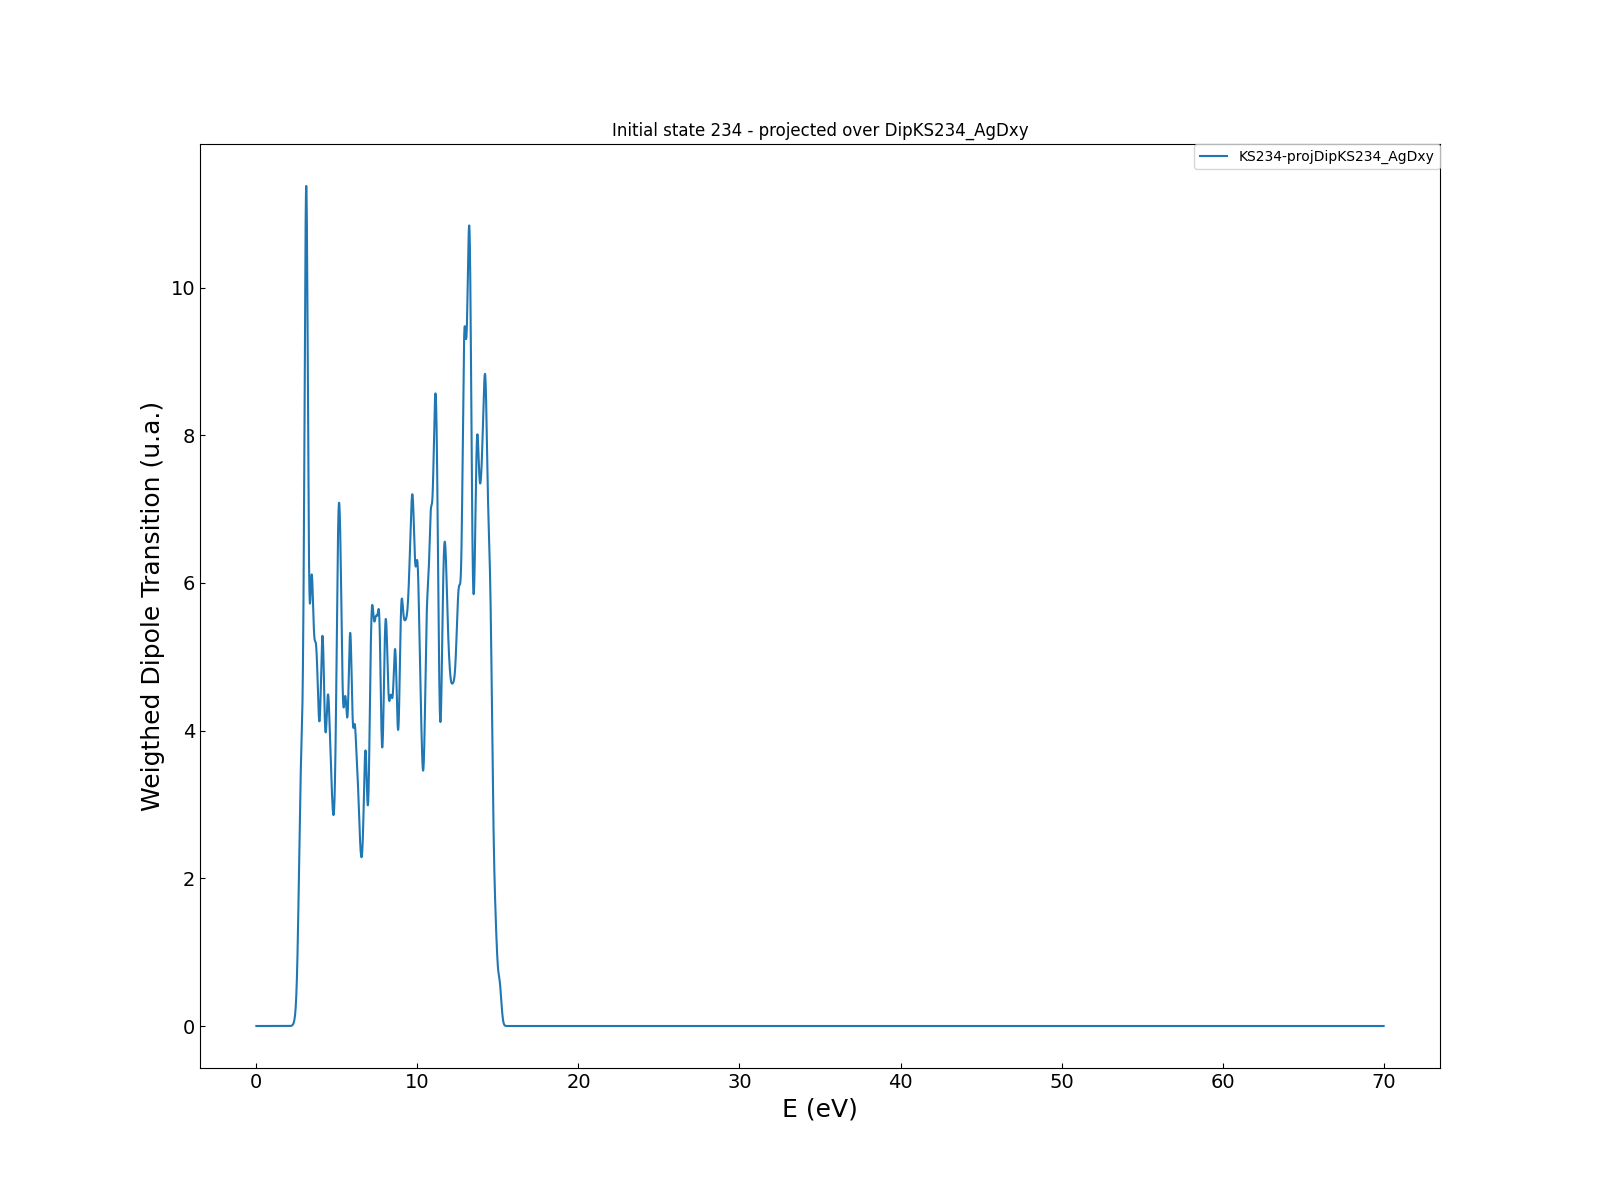 Initial state 234 - projected over DipKS234_AgDxy
KS234-projDipKS234_AgDxy
Weigthed Dipole Transition (u.a.)
10
8
6
4
2
0
0 10 20 30 40 50 60 70
E (eV)